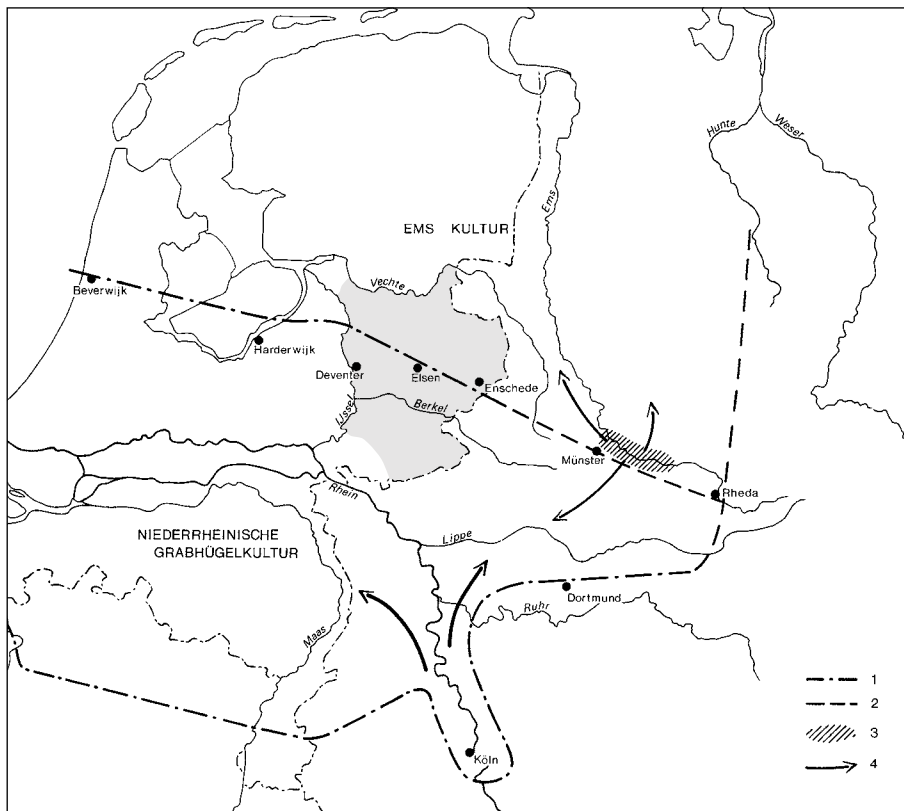 Hunte
Weser
Ems
EMS KULTUR
Vechte
Beverwijk
Harderwijk
Deventer
Elsen
Enschede
IJssel
Berkel
Münster
Rheda
Rhein
NIEDERRHEINISCHE
GRABHÜGELKULTUR
Lippe
Dortmund
Ruhr
Maas
Köln
1
2
3
4